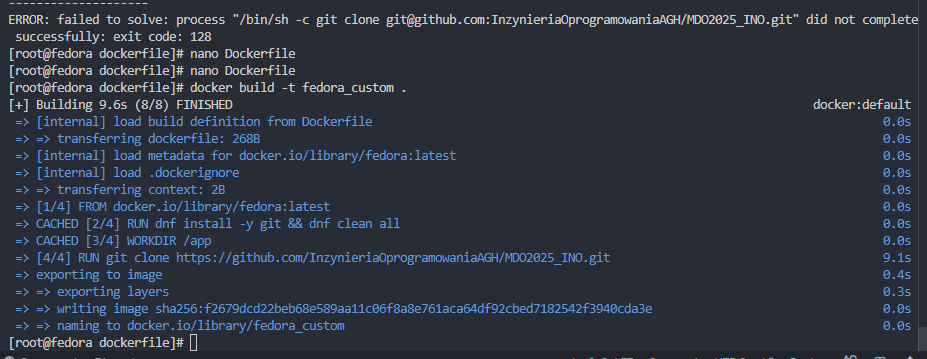 --------------------
ERROR: failed to solve: process "/bin/sh -c git clone git@github.com:InzynieriaOprogramowaniaAGH/MDO2025_INO.git" did not complete
successfully: exit code: 128
[root@fedora dockerfile]# nano Dockerfile
[root@fedora dockerfile]# nano Dockerfile
[root@fedora dockerfile]# docker build -t fedora_custom .
[+] Building 9.6s (8/8) FINISHED docker:default
=> [internal] load build definition from Dockerfile 0.0s
=> => transferring dockerfile: 268B 0.0s
=> [internal] load metadata for docker.io/library/fedora:latest 0.0s
=> [internal] load .dockerignore 0.0s
=> => transferring context: 2B 0.0s
=> [1/4] FROM docker.io/library/fedora:latest 0.0s
=> CACHED [2/4] RUN dnf install -y git && dnf clean all 0.0s
=> CACHED [3/4] WORKDIR /app 0.0s
=> [4/4] RUN git clone https://github.com/InzynieriaOprogramowaniaAGH/MDO2025_INO.git 9.1s
=> exporting to image 0.4s
=> => exporting layers 0.3s
=> => writing image sha256:f2679dcd22beb68e589aa11c06f8a8e761aca64df92cbed7182542f3940cda3e 0.0s
=> => naming to docker.io/library/fedora_custom 0.0s
[root@fedora dockerfile]#